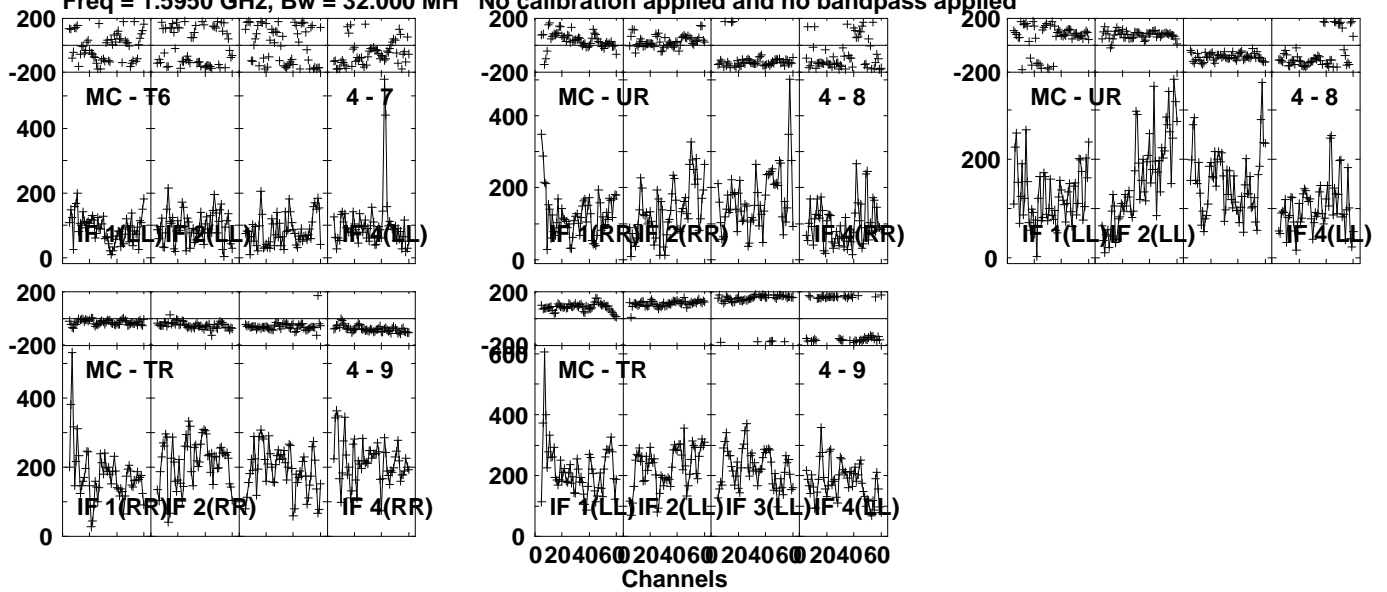 Freq = 1.5950 GHz, Bw = 32.000 MH No calibration applied and no bandpass applied
200 200 200
-200 -200 -200
MC - T6 4 - 7 MC - UR 4 - 8 MC - UR 4 - 8
400 400
200 200 200
0 0 0
IF 1(LL) IF 2(LL) IF 4(LL) IF 1(RR) IF 2(RR) IF 4(RR) IF 1(LL) IF 2(LL) IF 4(LL)
200 200
-200 -200
600
MC - TR 4 - 9 MC - TR 4 - 9
400 400
200 200
IF 1(RR) IF 2(RR) IF 4(RR) IF 1(LL) IF 2(LL) IF 3(LL) IF 4(LL)
0 0
0 20 40 60 0 20 40 60 0 20 40 60 0 20 40 60
Channels